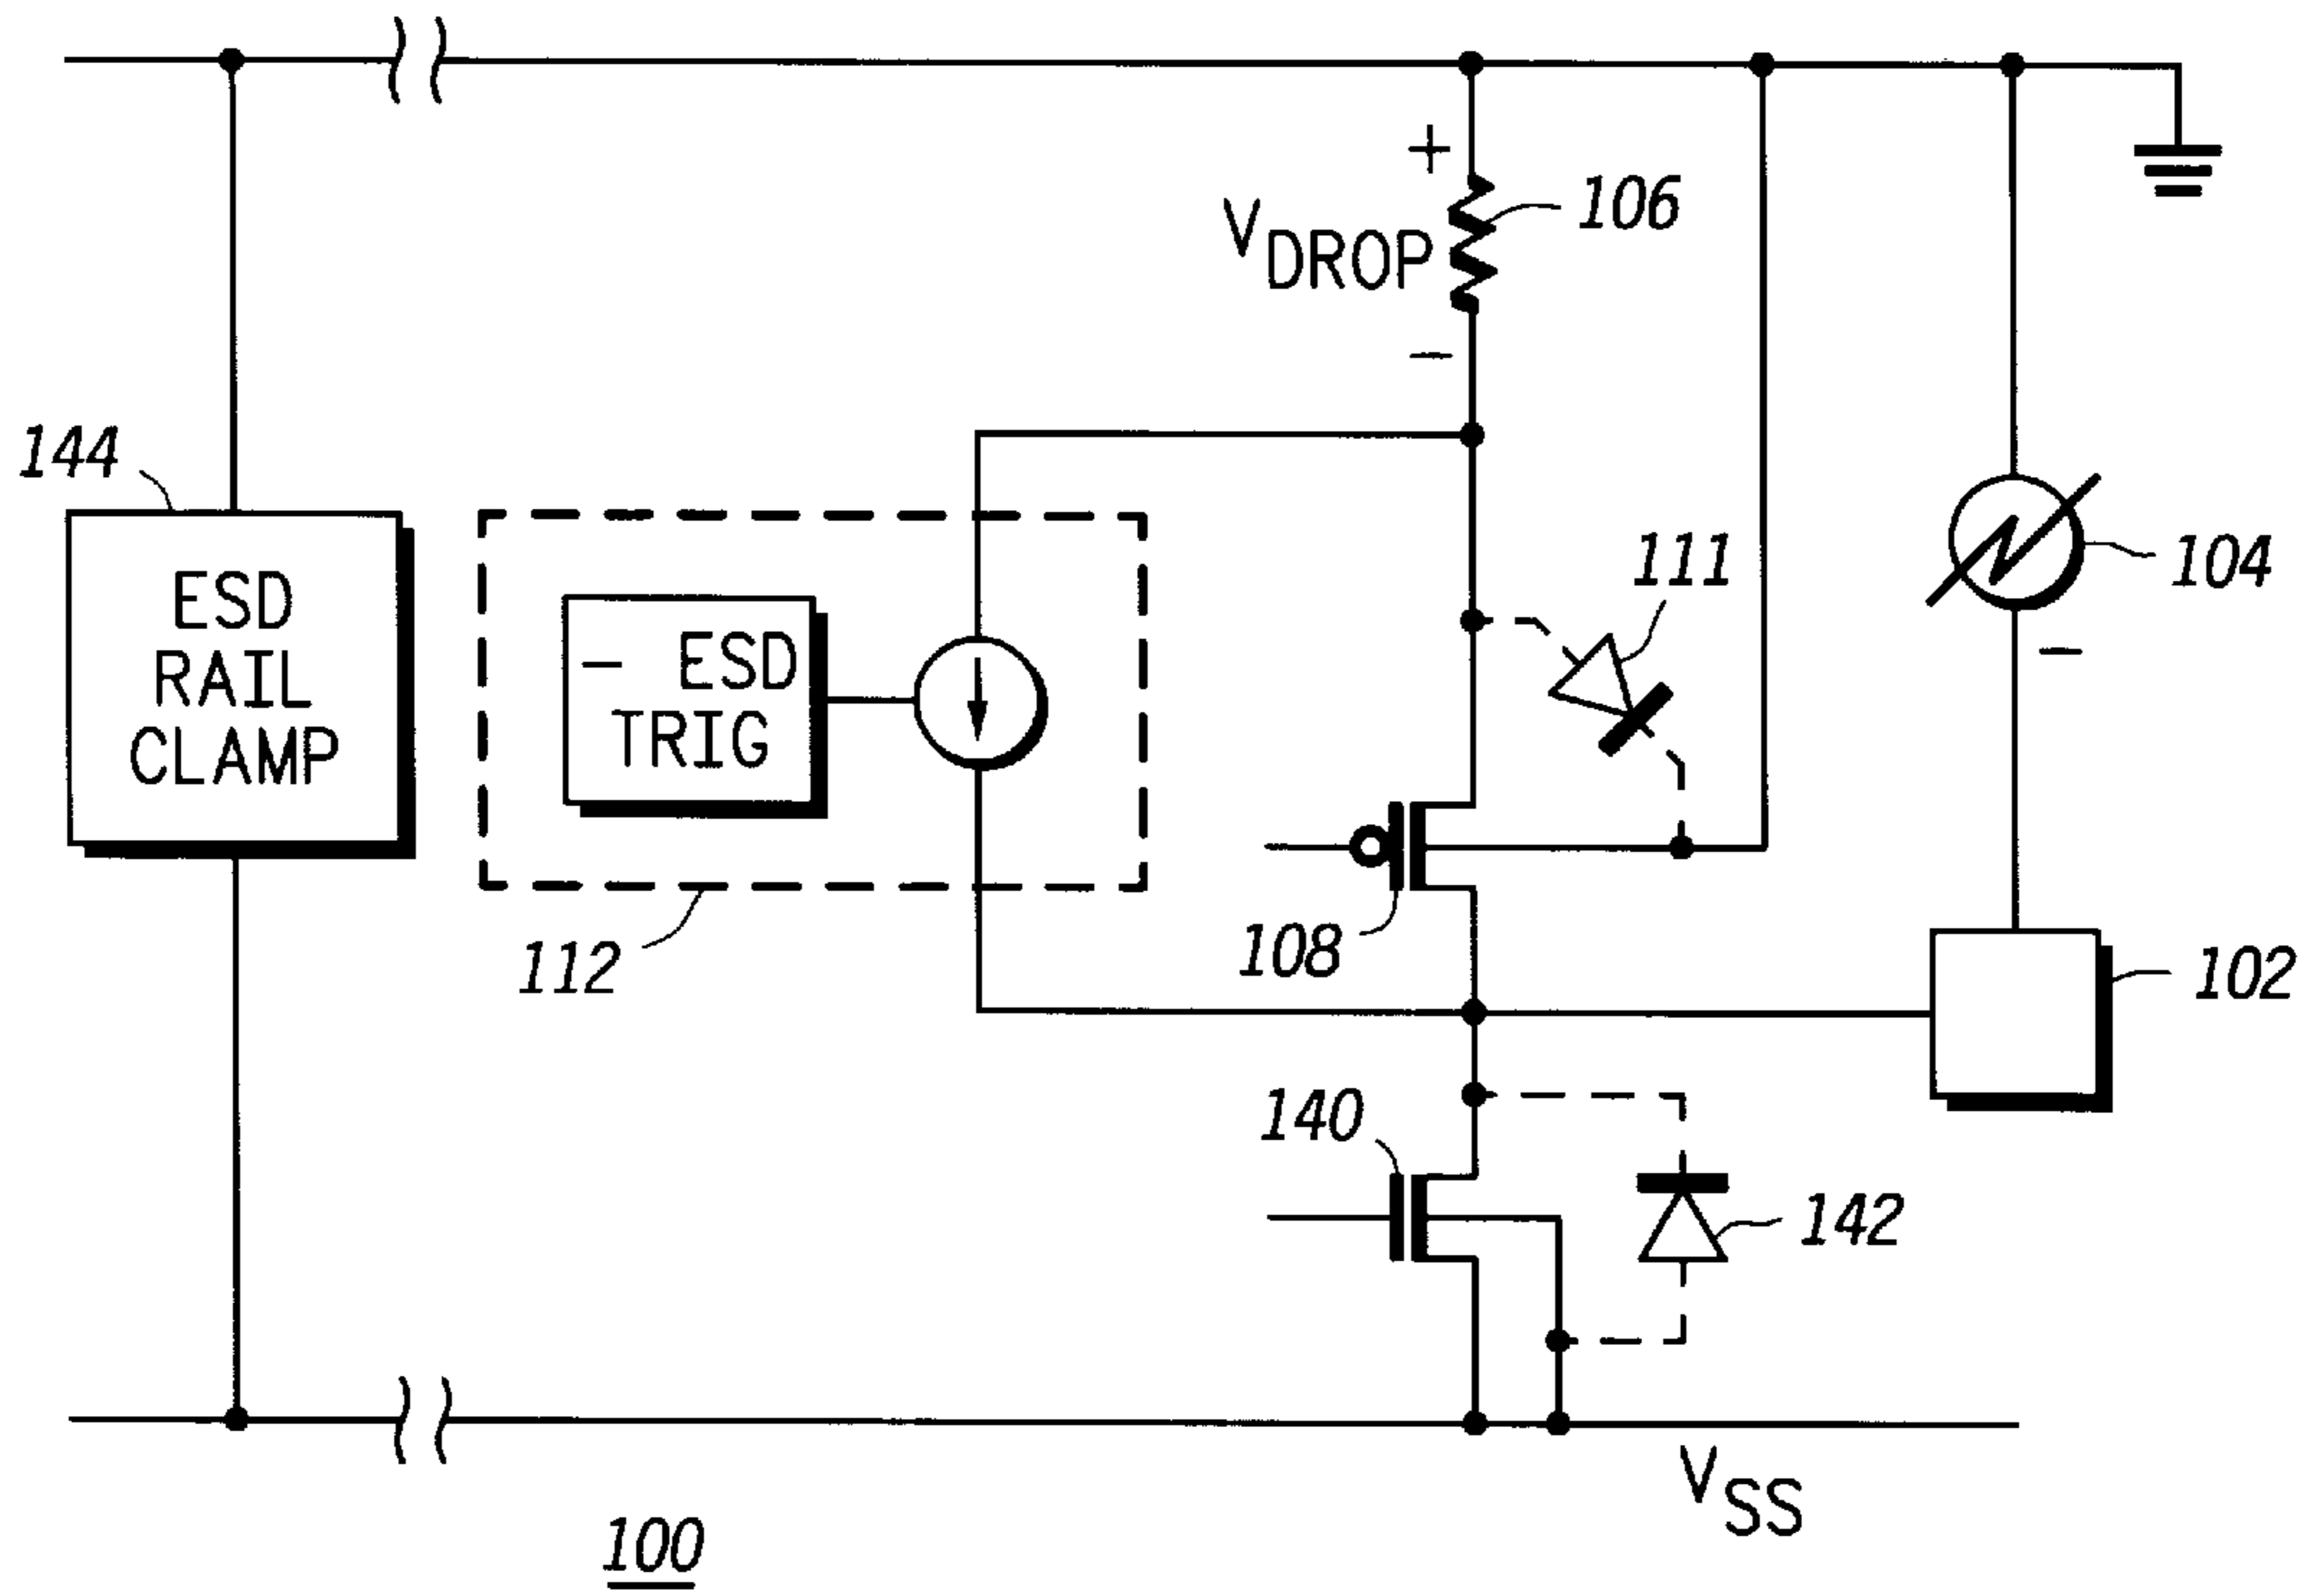 +
V DROP
106
−
144
ESD
RAIL
CLAMP
− ESD
TRIG
111
104
−
112
108
102
140
142
V SS
100